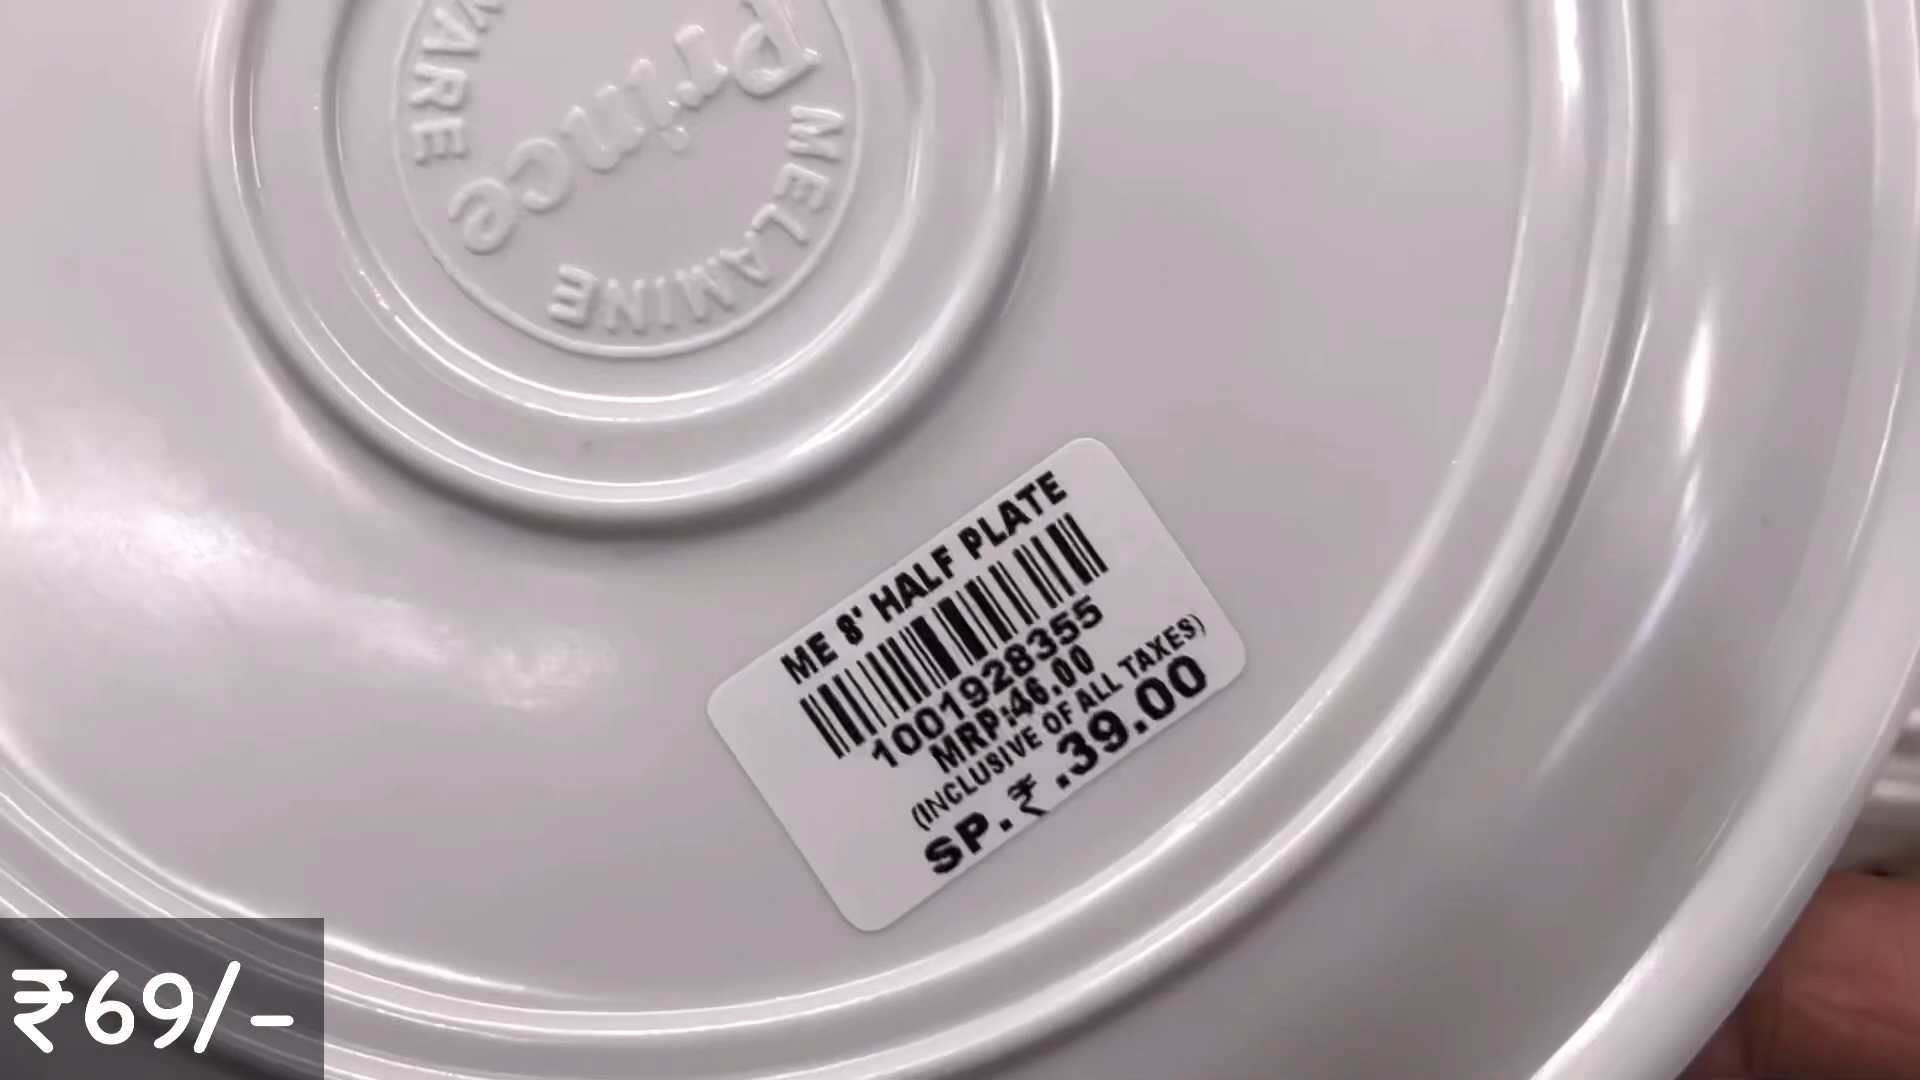 WARE
Prince
MELAMINE
ME 8' HALF PLATE
1001928355
MRP:46.00
(INCLUSIVE OF ALL TAXES)
SP.₹ .39.00
₹69/-